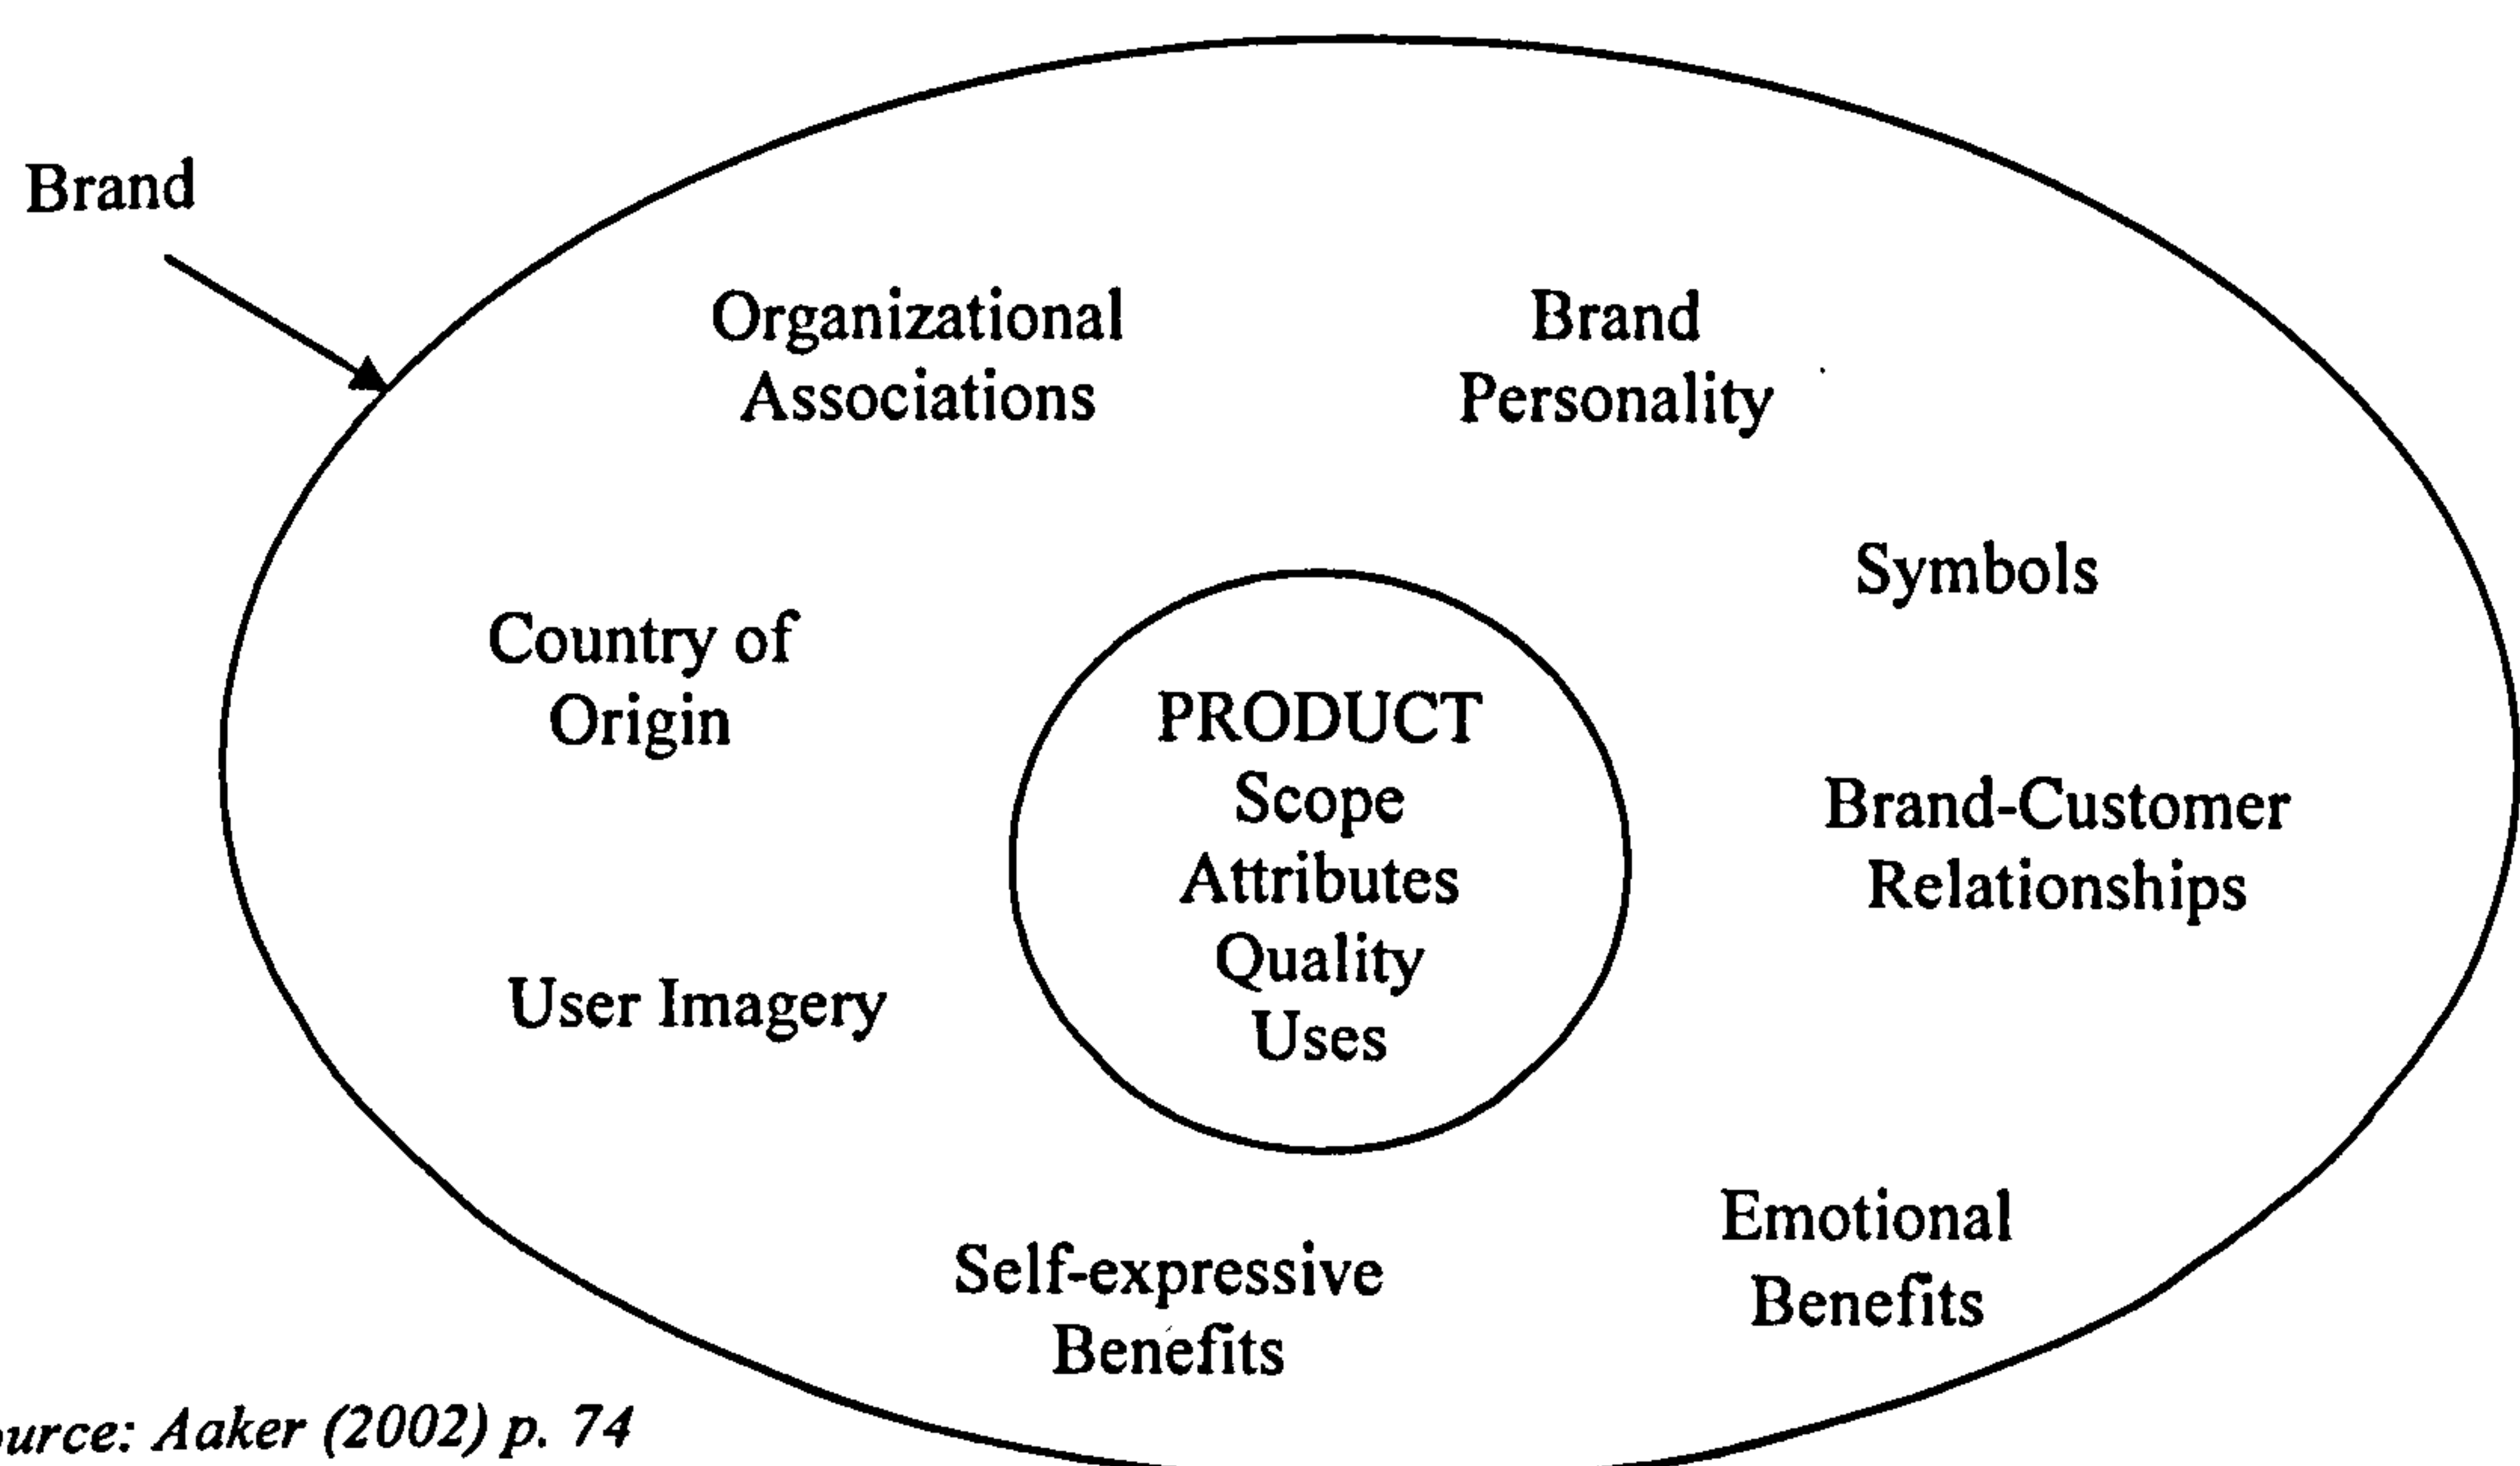 Brand
Organizational
Associations
Brand
Personality
Symbols
Country of
Origin
PRODUCT
Scope
Attributes
Quality
Uses
Brand-Customer
Relationships
User Imagery
Emotional
Benefits
Self-expressive
Benefits
ource: Aaker (2002) p. 74